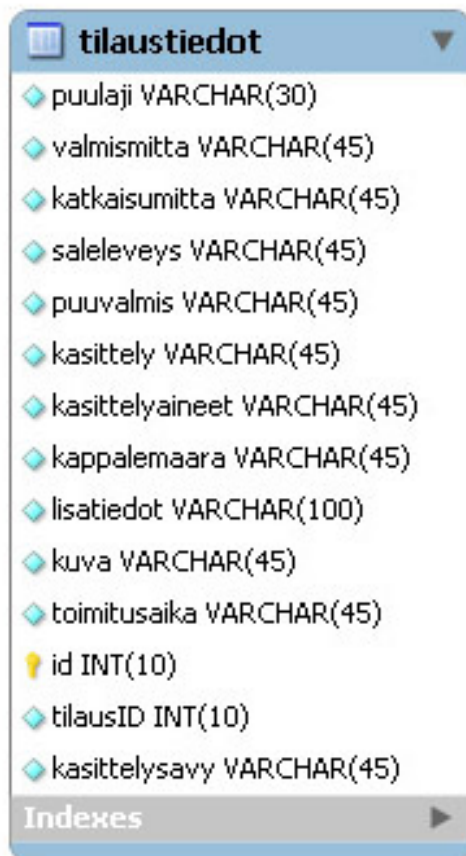 tilaustiedot
puulaji VARCHAR(30)
valmismitta VARCHAR(45)
katkaisumitta VARCHAR(45)
saleleveys VARCHAR(45)
puuvalmis VARCHAR(45)
kasittely VARCHAR(45)
kasittelyaineet VARCHAR(45)
kappalemaara VARCHAR(45)
lisatiedot VARCHAR(100)
kuva VARCHAR(45)
toimitusaika VARCHAR(45)
id INT(10)
tilausID INT(10)
kasittelysavy VARCHAR(45)
Indexes